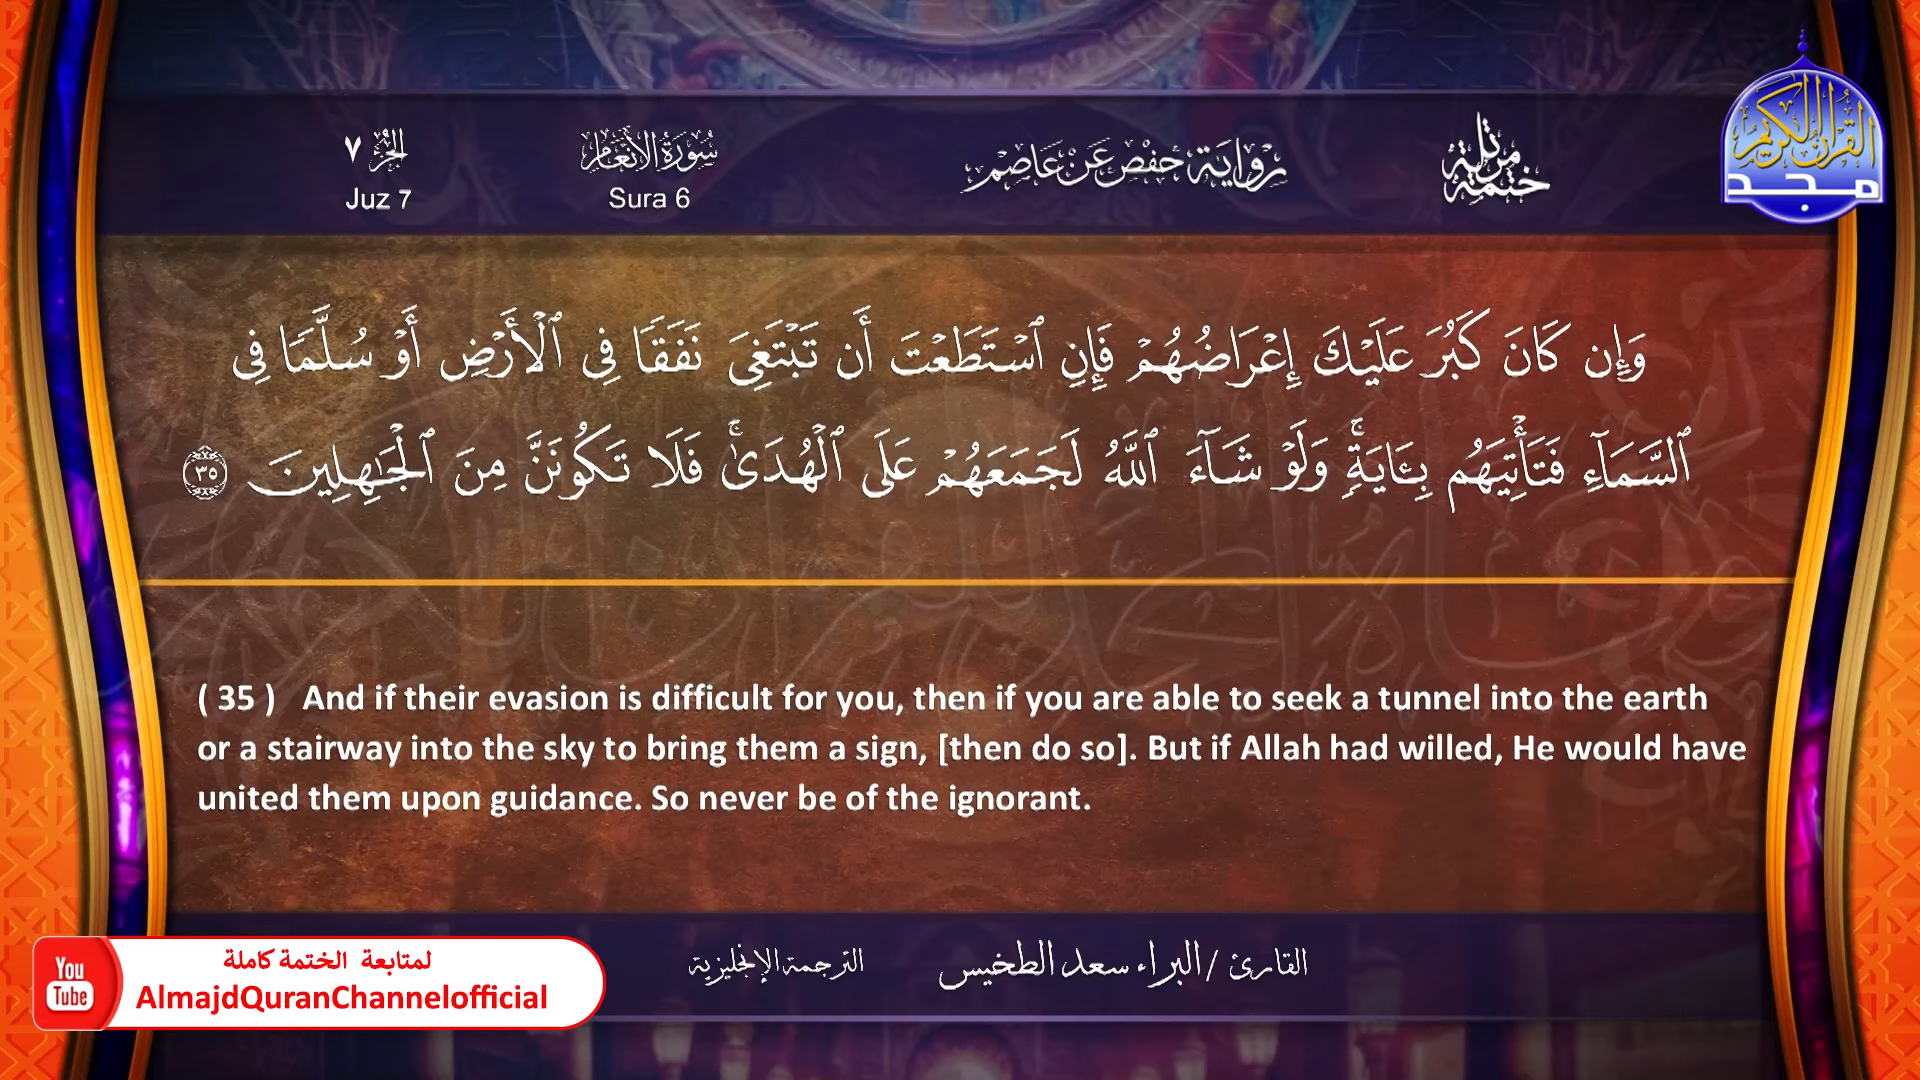 القرآن الكريم
مجد
ختمة مرتلة
رواية حفص عن عاصم
سُورَةُ الأَنْعَامِ
Sura 6
الجزء ٧
Juz 7
وَإِن كَانَ كَبُرَ عَلَيْكَ إِعْرَاضُهُمْ فَإِنِ ٱسْتَطَعْتَ أَن تَبْتَغِىَ نَفَقًا فِى ٱلْأَرْضِ أَوْ سُلَّمًا فِى
ٱلسَّمَآءِ فَتَأْتِيَهُم بِـَٔايَةٍۚ وَلَوْ شَآءَ ٱللَّهُ لَجَمَعَهُمْ عَلَى ٱلْهُدَىٰۚ فَلَا تَكُونَنَّ مِنَ ٱلْجَـٰهِلِينَ ٣٥
( 35 ) And if their evasion is difficult for you, then if you are able to seek a tunnel into the earth
or a stairway into the sky to bring them a sign, [then do so]. But if Allah had willed, He would have
united them upon guidance. So never be of the ignorant.
القارئ / البراء سعد الطخيس
الترجمة الإنجليزية
You
Tube
لمتابعة الختمة كاملة
AlmajdQuranChannelofficial